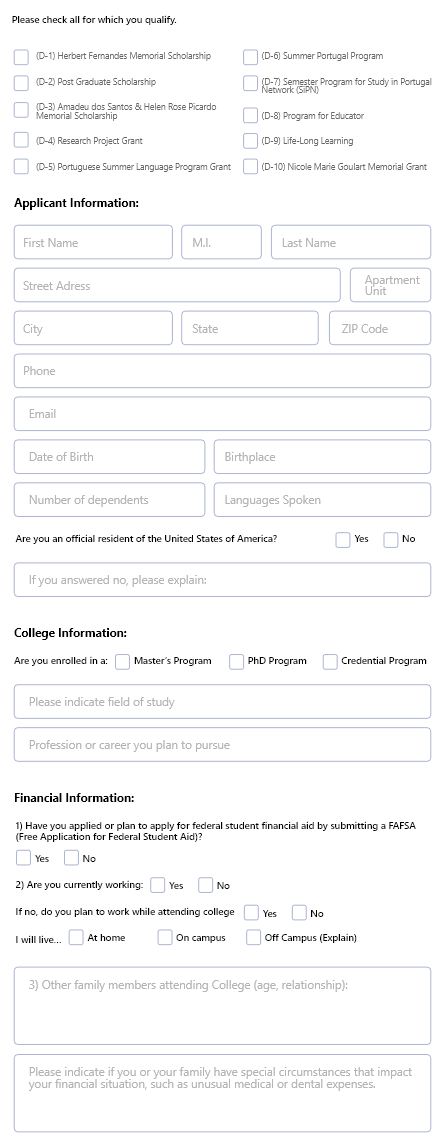 Please check all for which you qualify.
(D-1) Herbert Fernandes Memorial Scholarship
(D-6) Summer Portugal Program
(D-2) Post Graduate Scholarship
(D-7) Semester Program for Study in Portugal
Network (SiPN)
(D-3) Amadeu dos Santos & Helen Rose Picardo
Memorial Scholarship
(D-8) Program for Educator
(D-4) Research Project Grant
(D-9) Life-Long Learning
(D-5) Portuguese Summer Language Program Grant
(D-10) Nicole Marie Goulart Memorial Grant
Applicant Information:
First Name
M.I.
Last Name
Street Adress
Apartment
Unit
City
State
ZIP Code
Phone
Email
Date of Birth
Birthplace
Number of dependents
Languages Spoken
Are you an official resident of the United States of America?
Yes
No
If you answered no, please explain:
College Information:
Are you enrolled in a:
Master's Program
PhD Program
Credential Program
Please indicate field of study
Profession or career you plan to pursue
Financial Information:
1) Have you applied or plan to apply for federal student financial aid by submitting a FAFSA
(Free Application for Federal Student Aid)?
Yes
No
2) Are you currently working:
Yes
No
If no, do you plan to work while attending college
Yes
No
I will live...
At home
On campus
Off Campus (Explain)
3) Other family members attending College (age, relationship):
Please indicate if you or your family have special circumstances that impact
your financial situation, such as unusual medical or dental expenses.